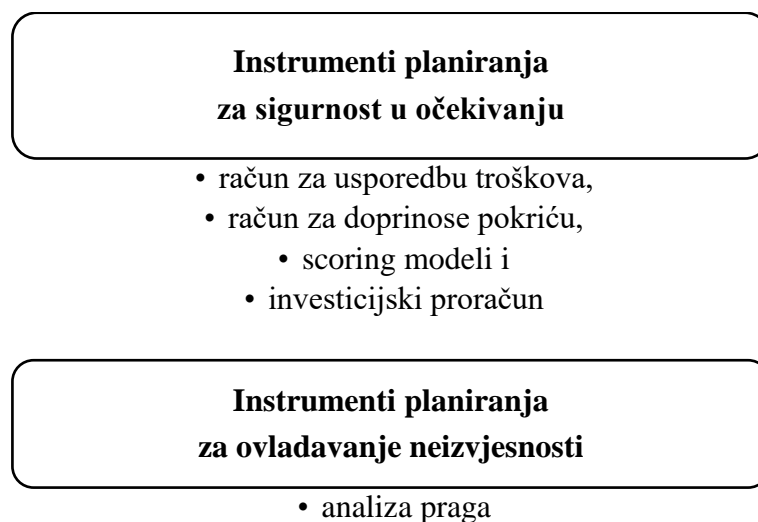 Instrumenti planiranja
za sigurnost u očekivanju
• račun za usporedbu troškova,
• račun za doprinose pokriću,
• scoring modeli i
• investicijski proračun
Instrumenti planiranja
za ovladavanje neizvjesnosti
• analiza praga